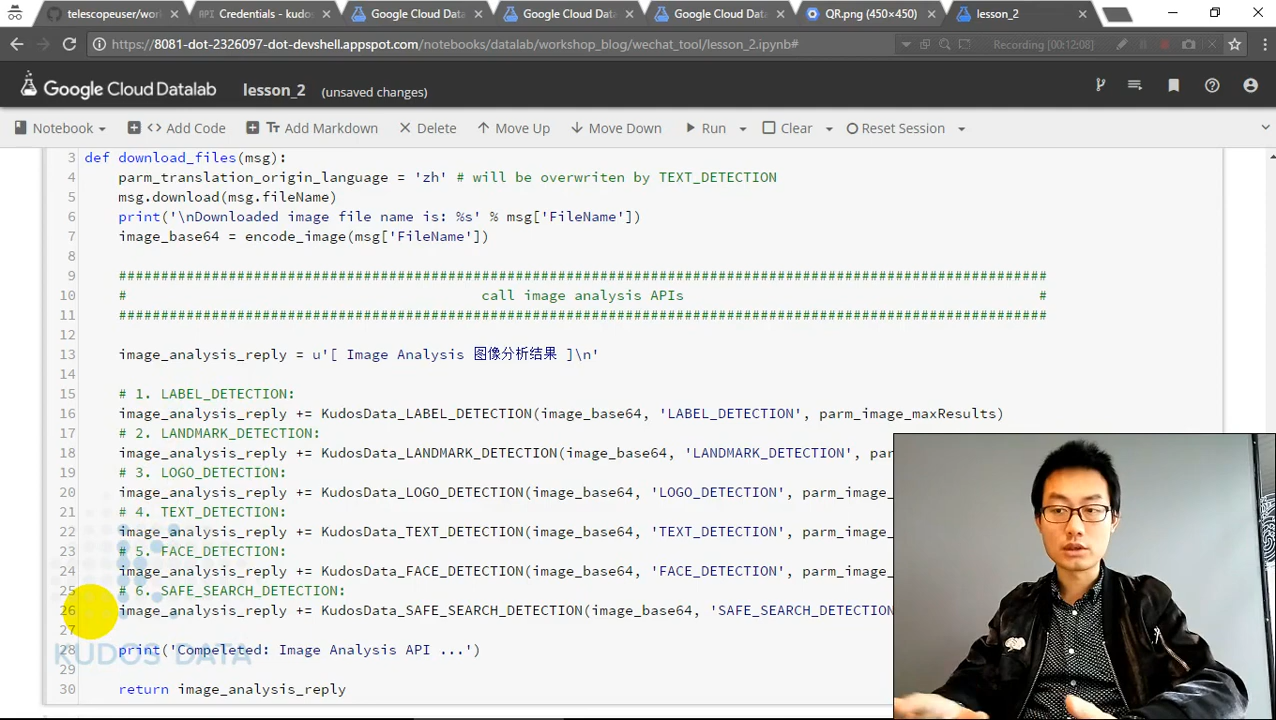 telescopeuser/wor
API Credentials - kudos
Google Cloud Data
Google Cloud Data
Google Cloud Data
QR.png (450×450)
lesson_2
https://8081-dot-2326097-dot-devshell.appspot.com/notebooks/datalab/workshop_blog/wechat_tool/lesson_2.ipynb#
Recording [00:12:08]
Google Cloud Datalab lesson_2 (unsaved changes)
Notebook <> Add Code Tт Add Markdown Delete Move Up Move Down Run Clear Reset Session
3 def download_files(msg):
4 parm_translation_origin_language = 'zh' # will be overwriten by TEXT_DETECTION
5 msg.download(msg.fileName)
6 print('\nDownloaded image file name is: %s' % msg['FileName'])
7 image_base64 = encode_image(msg['FileName'])
8
9 ##############################################################################################################
10 # call image analysis APIs #
11 ##############################################################################################################
12
13 image_analysis_reply = u'[ Image Analysis 图像分析结果 ]\n'
14
15 # 1. LABEL_DETECTION:
16 image_analysis_reply += KudosData_LABEL_DETECTION(image_base64, 'LABEL_DETECTION', parm_image_maxResults)
17 # 2. LANDMARK_DETECTION:
18 image_analysis_reply += KudosData_LANDMARK_DETECTION(image_base64, 'LANDMARK_DETECTION', par
19 # 3. LOGO_DETECTION:
20 image_analysis_reply += KudosData_LOGO_DETECTION(image_base64, 'LOGO_DETECTION', parm_image_
21 # 4. TEXT_DETECTION:
22 image_analysis_reply += KudosData_TEXT_DETECTION(image_base64, 'TEXT_DETECTION', parm_image_
23 # 5. FACE_DETECTION:
24 image_analysis_reply += KudosData_FACE_DETECTION(image_base64, 'FACE_DETECTION', parm_image_
25 # 6. SAFE_SEARCH_DETECTION:
26 image_analysis_reply += KudosData_SAFE_SEARCH_DETECTION(image_base64, 'SAFE_SEARCH_DETECTION
27
28 print('Compeleted: Image Analysis API ...')
KUDOS DATA
29
30 return image_analysis_reply